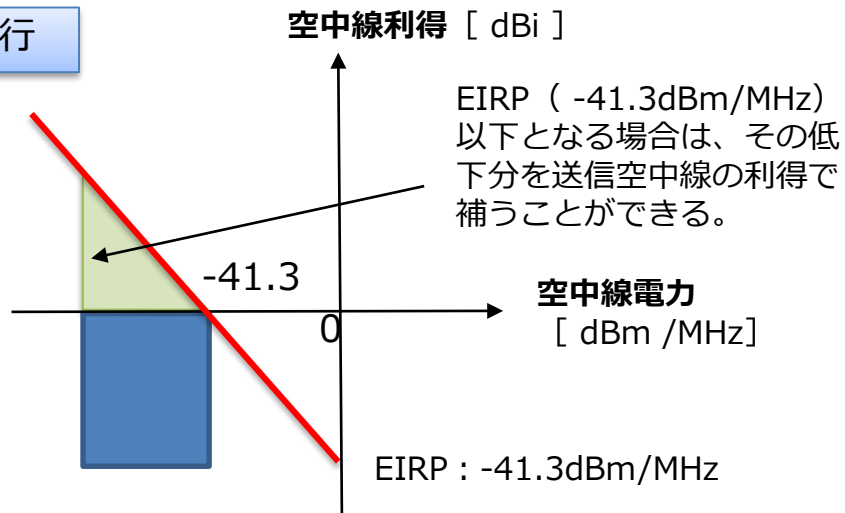 行
空中線利得［ dBi ］
EIRP（ -41.3dBm/MHz）
以下となる場合は、その低
下分を送信空中線の利得で
補うことができる。
-41.3
0
空中線電力
［ dBm /MHz］
EIRP：-41.3dBm/MHz